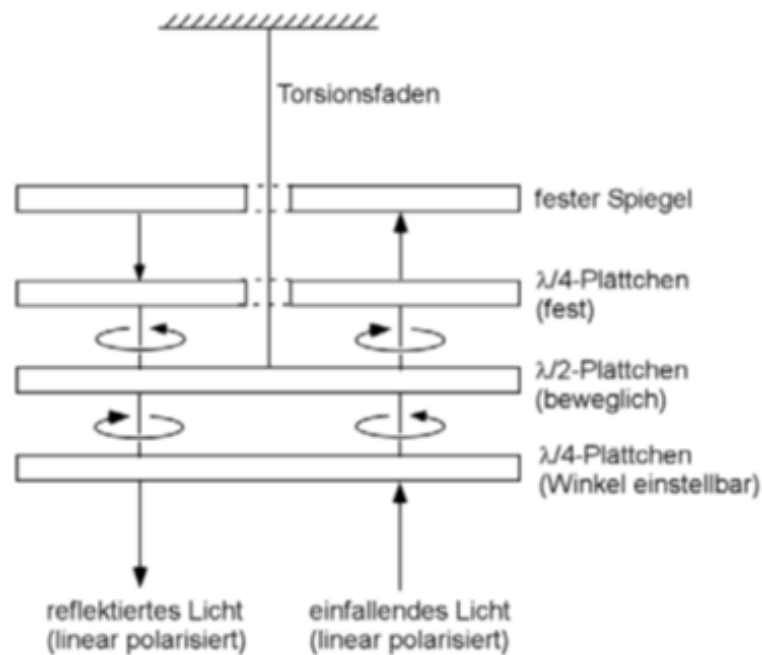 Torsionsfaden
fester Spiegel
λ/4-Plättchen
(fest)
λ/2-Plättchen
(beweglich)
λ/4-Plättchen
(Winkel einstellbar)
reflektiertes Licht
(linear polarisiert)
einfallendes Licht
(linear polarisiert)